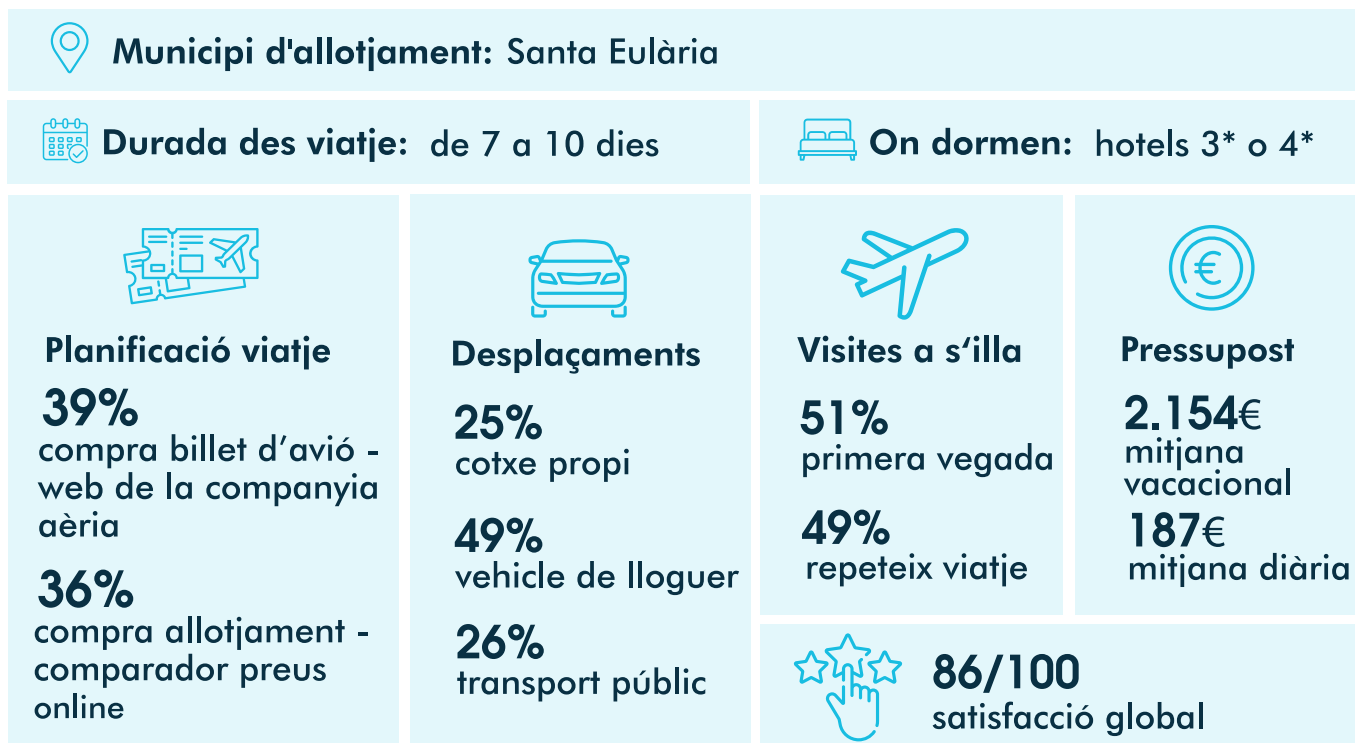 Municipi d'allotjament: Santa Eulària
Durada des viatje: de 7 a 10 dies
On dormen: hotels 3* o 4*
Planificació viatje
39%
compra billet d’avió -
web de la companyia
aèria
36%
compra allotjament -
comparador preus
online
Desplaçaments
25%
cotxe propi
49%
vehicle de lloguer
26%
transport públic
Visites a s‘illa
51%
primera vegada
49%
repeteix viatje
Pressupost
2.154€
mitjana
vacacional
187€
mitjana diària
86/100
satisfacció global